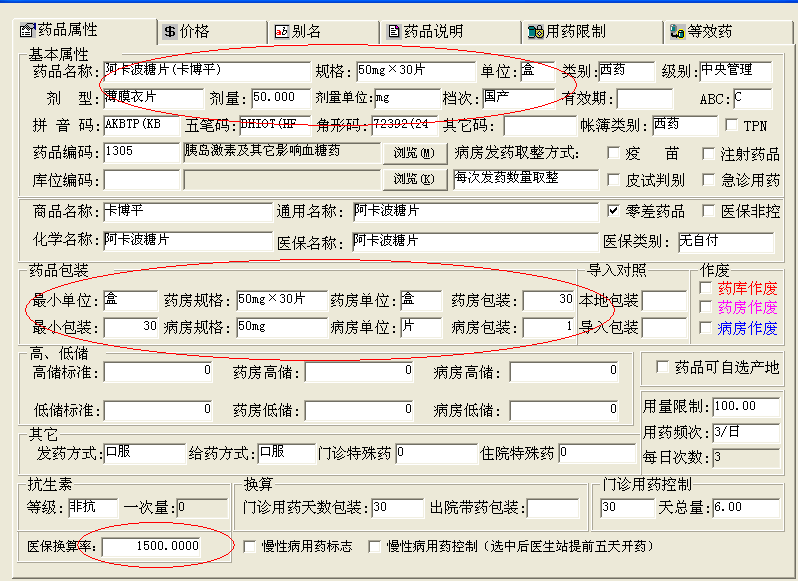 药品属性 价格 别名 药品说明 用药限制 等效药
基本属性
药品名称: 阿卡波糖片(卡博平) 规格: 50mg×30片 单位: 盒 类别: 西药 级别: 中央管理
剂 型: 薄膜衣片 剂量: 50.000 剂量单位: mg 档次: 国产 有效期: ABC: C
拼 音 码: AKBTP(KB 五笔码: BHIOT(HF 角形码: 72392(24 其它码: 帐簿类别: 西药 TPN
药品编码: 1305 胰岛激素及其它影响血糖药 浏览(M) 病房发药取整方式: 疫 苗 注射药品
库位编码: 浏览(K) 每次发药数量取整 皮试判别 急诊用药
商品名称: 卡博平 通用名称: 阿卡波糖片 零差药品 医保非控
化学名称: 阿卡波糖片 医保名称: 阿卡波糖片 医保类别: 无自付
药品包装 导入对照 作废
最小单位: 盒 药房规格: 50mg×30片 药房单位: 盒 药房包装: 30 本地包装 药库作废
药房作废
最小包装: 30 病房规格: 50mg 病房单位: 片 病房包装: 1 导入包装 病房作废
高、低储
高储标准: 0 药房高储: 0 病房高储: 0 药品可自选产地
低储标准: 0 药房低储: 0 病房低储: 0 用量限制: 100.00
其它 用药频次: 3/日
发药方式: 口服 给药方式: 口服 门诊特殊药 0 住院特殊药 0 每日次数: 3
抗生素 换算 门诊用药控制
等级: 非抗 一次量: 0 门诊用药天数包装: 30 出院带药包装: 30 天总量: 6.00
医保换算率: 1500.0000 慢性病用药标志 慢性病用药控制(选中后医生站提前五天开药)